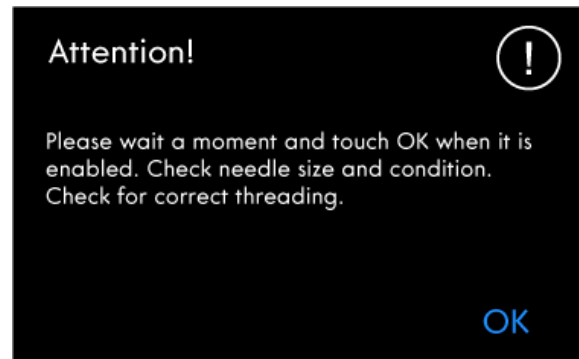 Attention!
!
Please wait a moment and touch OK when it is
enabled. Check needle size and condition.
Check for correct threading.
OK